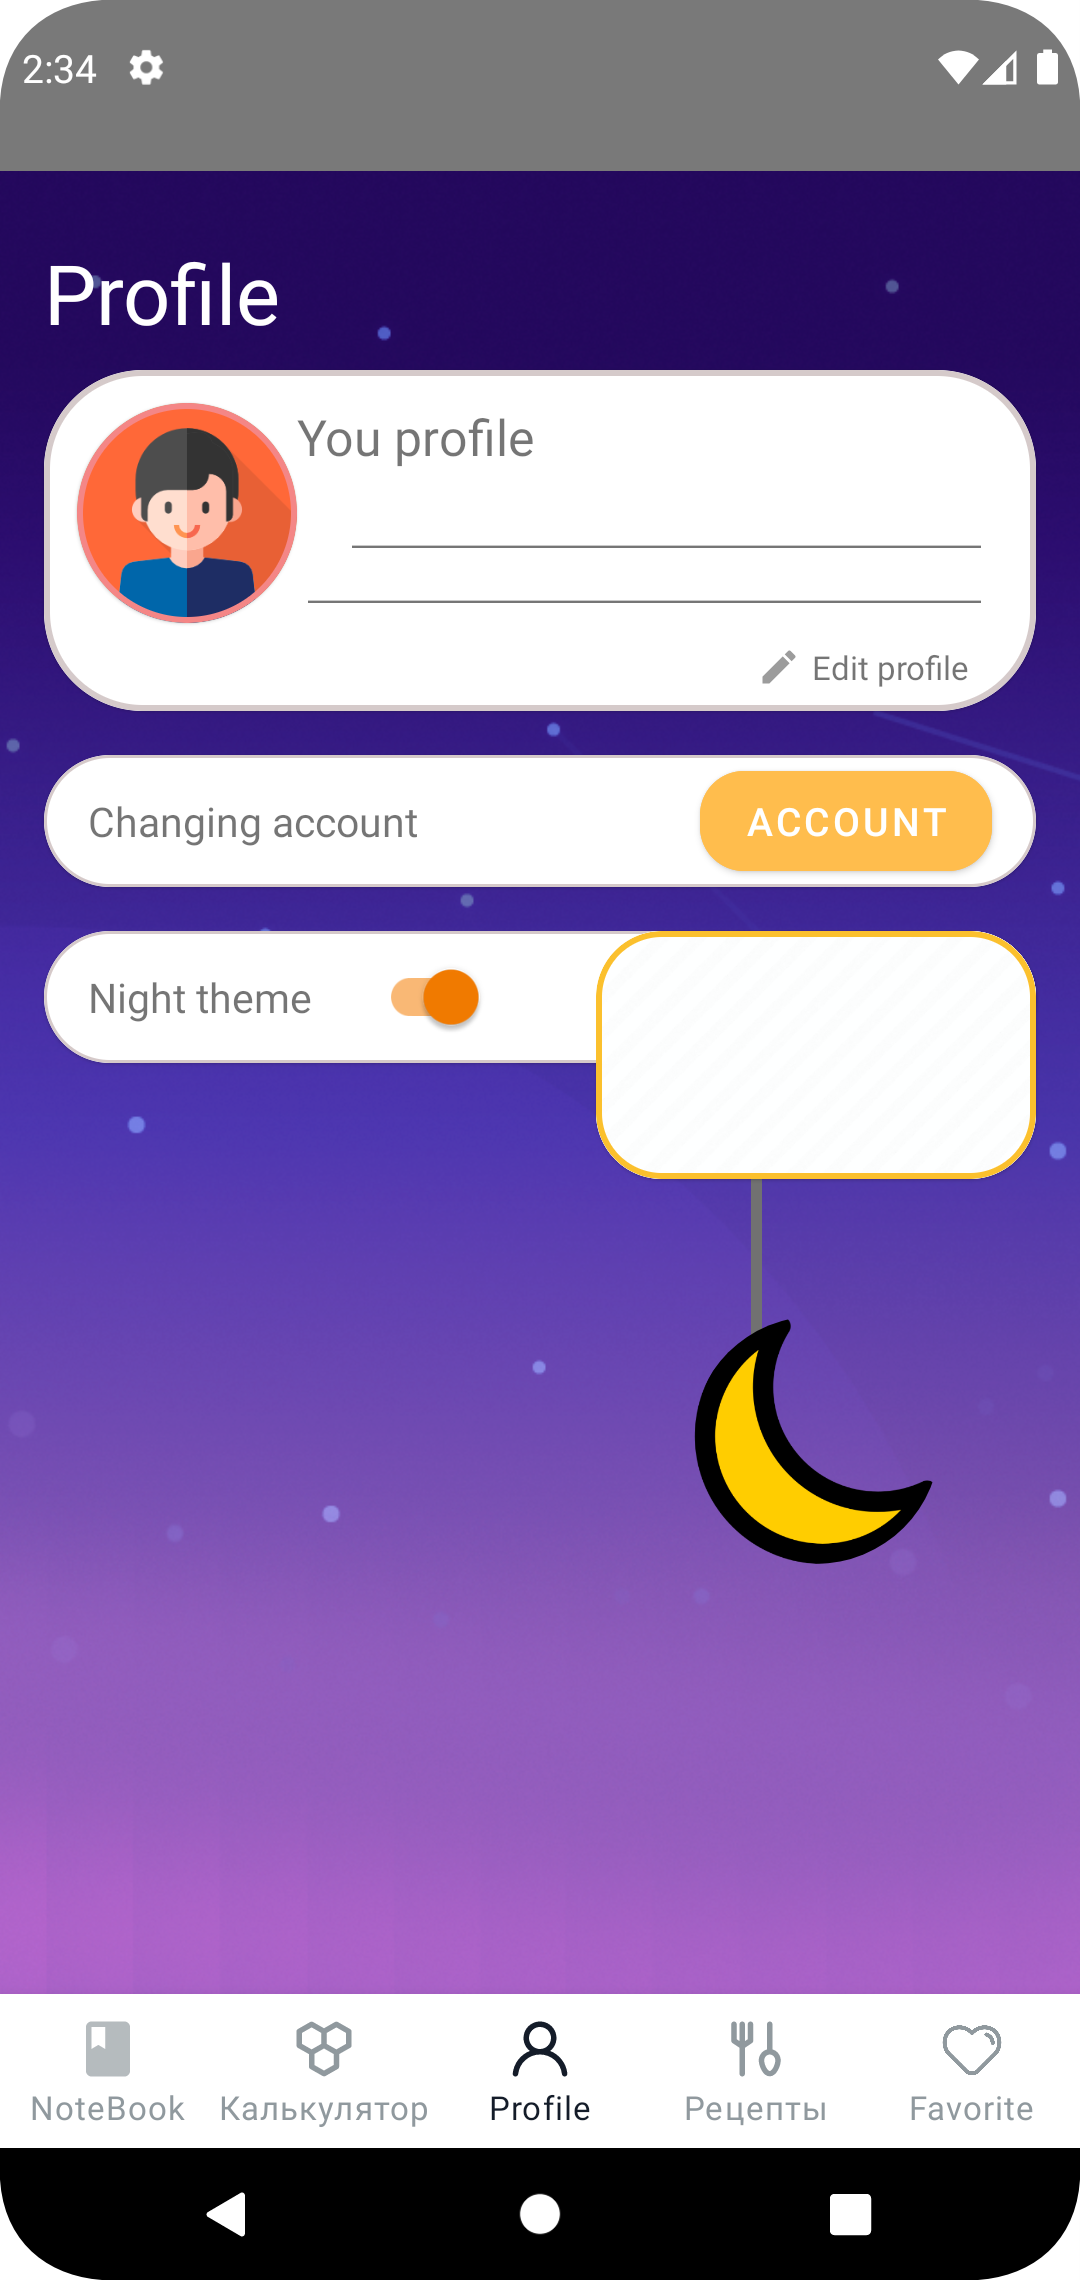 2:34
Profile
You profile
Edit profile
Changing account
ACCOUNT
Night theme
NoteBook
Калькулятор
Profile
Рецепты
Favorite